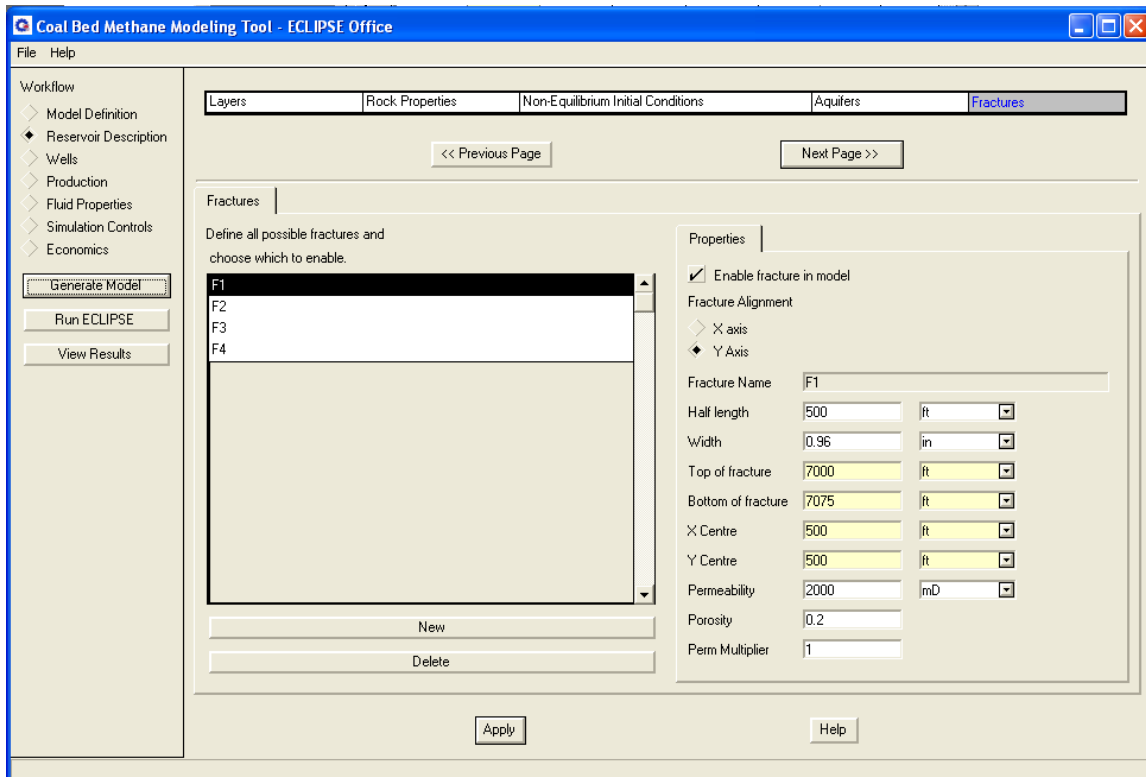 Coal Bed Methane Modeling Tool - ECLIPSE Office
File Help
Workflow
Model Definition
Reservoir Description
Wells
Production
Fluid Properties
Simulation Controls
Economics
Generate Model
Run ECLIPSE
View Results
Layers Rock Properties Non-Equilibrium Initial Conditions Aquifers Fractures
<< Previous Page Next Page >>
Fractures
Define all possible fractures and
choose which to enable.
F1
F2
F3
F4
New
Delete
Properties
Enable fracture in model
Fracture Alignment
X axis
Y Axis
Fracture Name F1
Half length 500 ft
Width 0.96 in
Top of fracture 7000 ft
Bottom of fracture 7075 ft
X Centre 500 ft
Y Centre 500 ft
Permeability 2000 mD
Porosity 0.2
Perm Multiplier 1
Apply Help